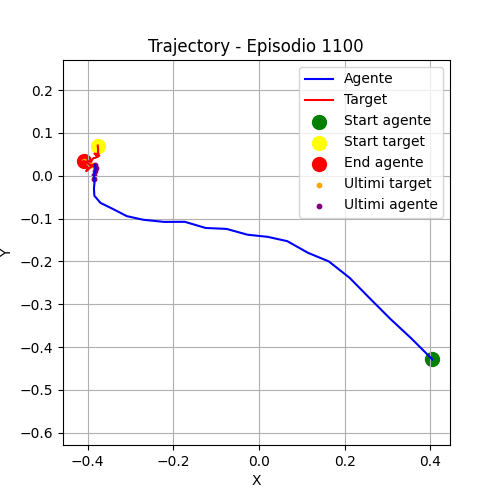 Trajectory - Episodio 1100
Agente
Target
Start agente
Start target
End agente
Ultimi target
Ultimi agente
0.2
0.1
0.0
−0.1
−0.2
−0.3
−0.4
−0.5
−0.6
Y
−0.4
−0.2
0.0
0.2
0.4
X